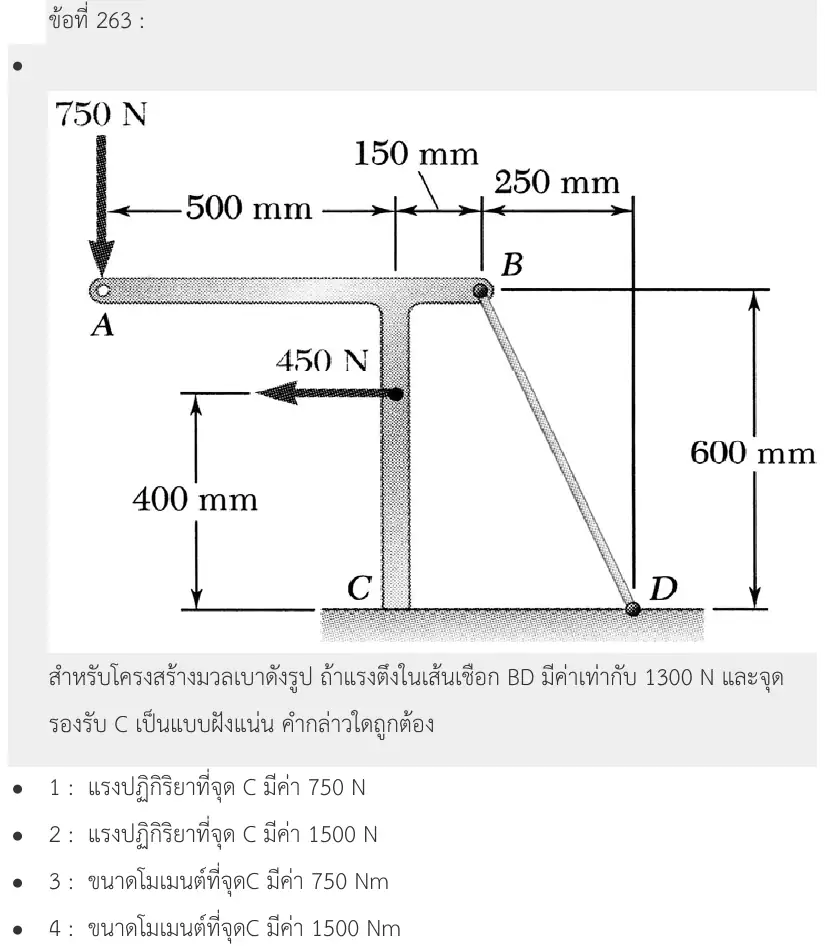 ข้อที่ 263 :
750 N
150 mm
250 mm
500 mm
B
A
450 N
600 mm
400 mm
C
D
สำหรับโครงสร้างมวลเบาดังรูป ถ้าแรงตึงในเส้นเชือก BD มีค่าเท่ากับ 1300 N และจุด
รองรับ C เป็นแบบฝังแน่น คำกล่าวใดถูกต้อง
1 : แรงปฏิกิริยาที่จุด C มีค่า 750 N
2 : แรงปฏิกิริยาที่จุด C มีค่า 1500 N
3 : ขนาดโมเมนต์ที่จุดC มีค่า 750 Nm
4 : ขนาดโมเมนต์ที่จุดC มีค่า 1500 Nm